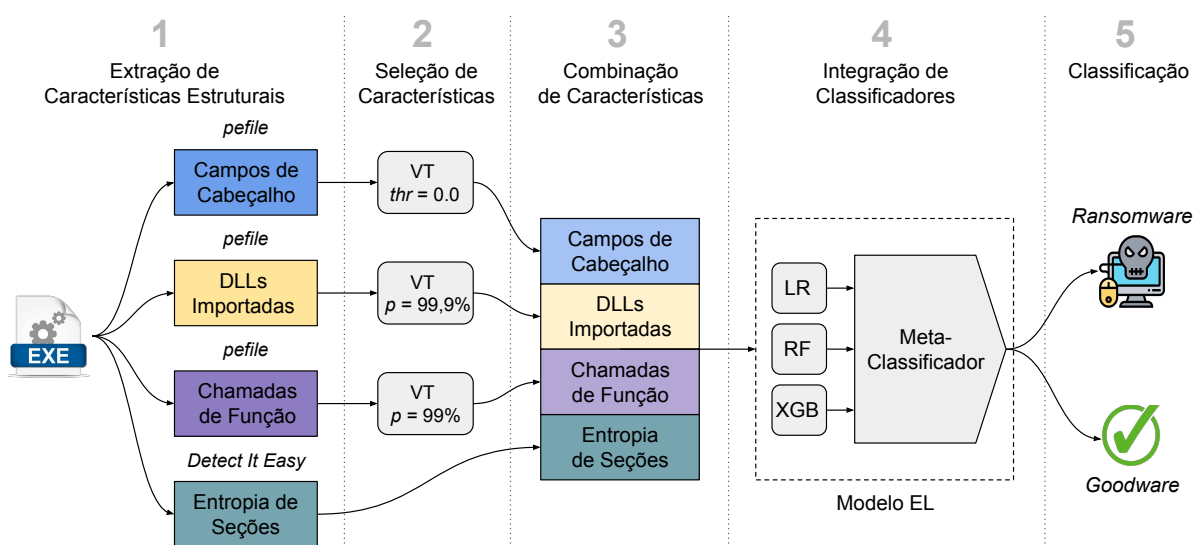 1
Extração de
Características Estruturais
pefile
Campos de
Cabeçalho
pefile
DLLs
Importadas
EXE
pefile
Chamadas
de Função
Detect It Easy
Entropia de
Seções
2
Seleção de
Características
VT
thr = 0.0
VT
p = 99,9%
VT
p = 99%
3
Combinação
de Características
Campos de
Cabeçalho
DLLs
Importadas
Chamadas
de Função
Entropia
de Seções
4
Integração de
Classificadores
LR
RF
XGB
Meta-
Classificador
Modelo EL
5
Classificação
Ransomware
Goodware